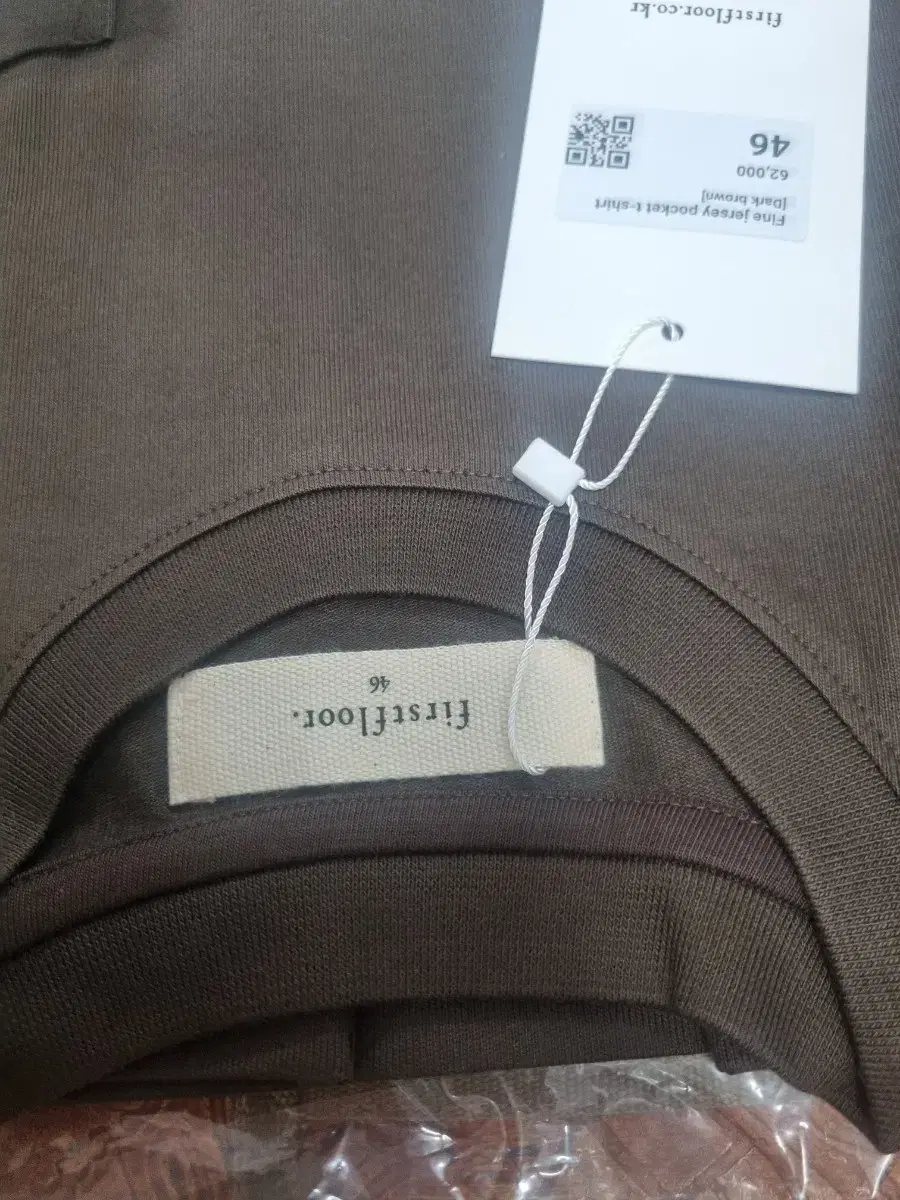 Fine jersey pocket t-shirt
[Dark brown]
62,000
46
firstfloor.co.kr
firstfloor.
46